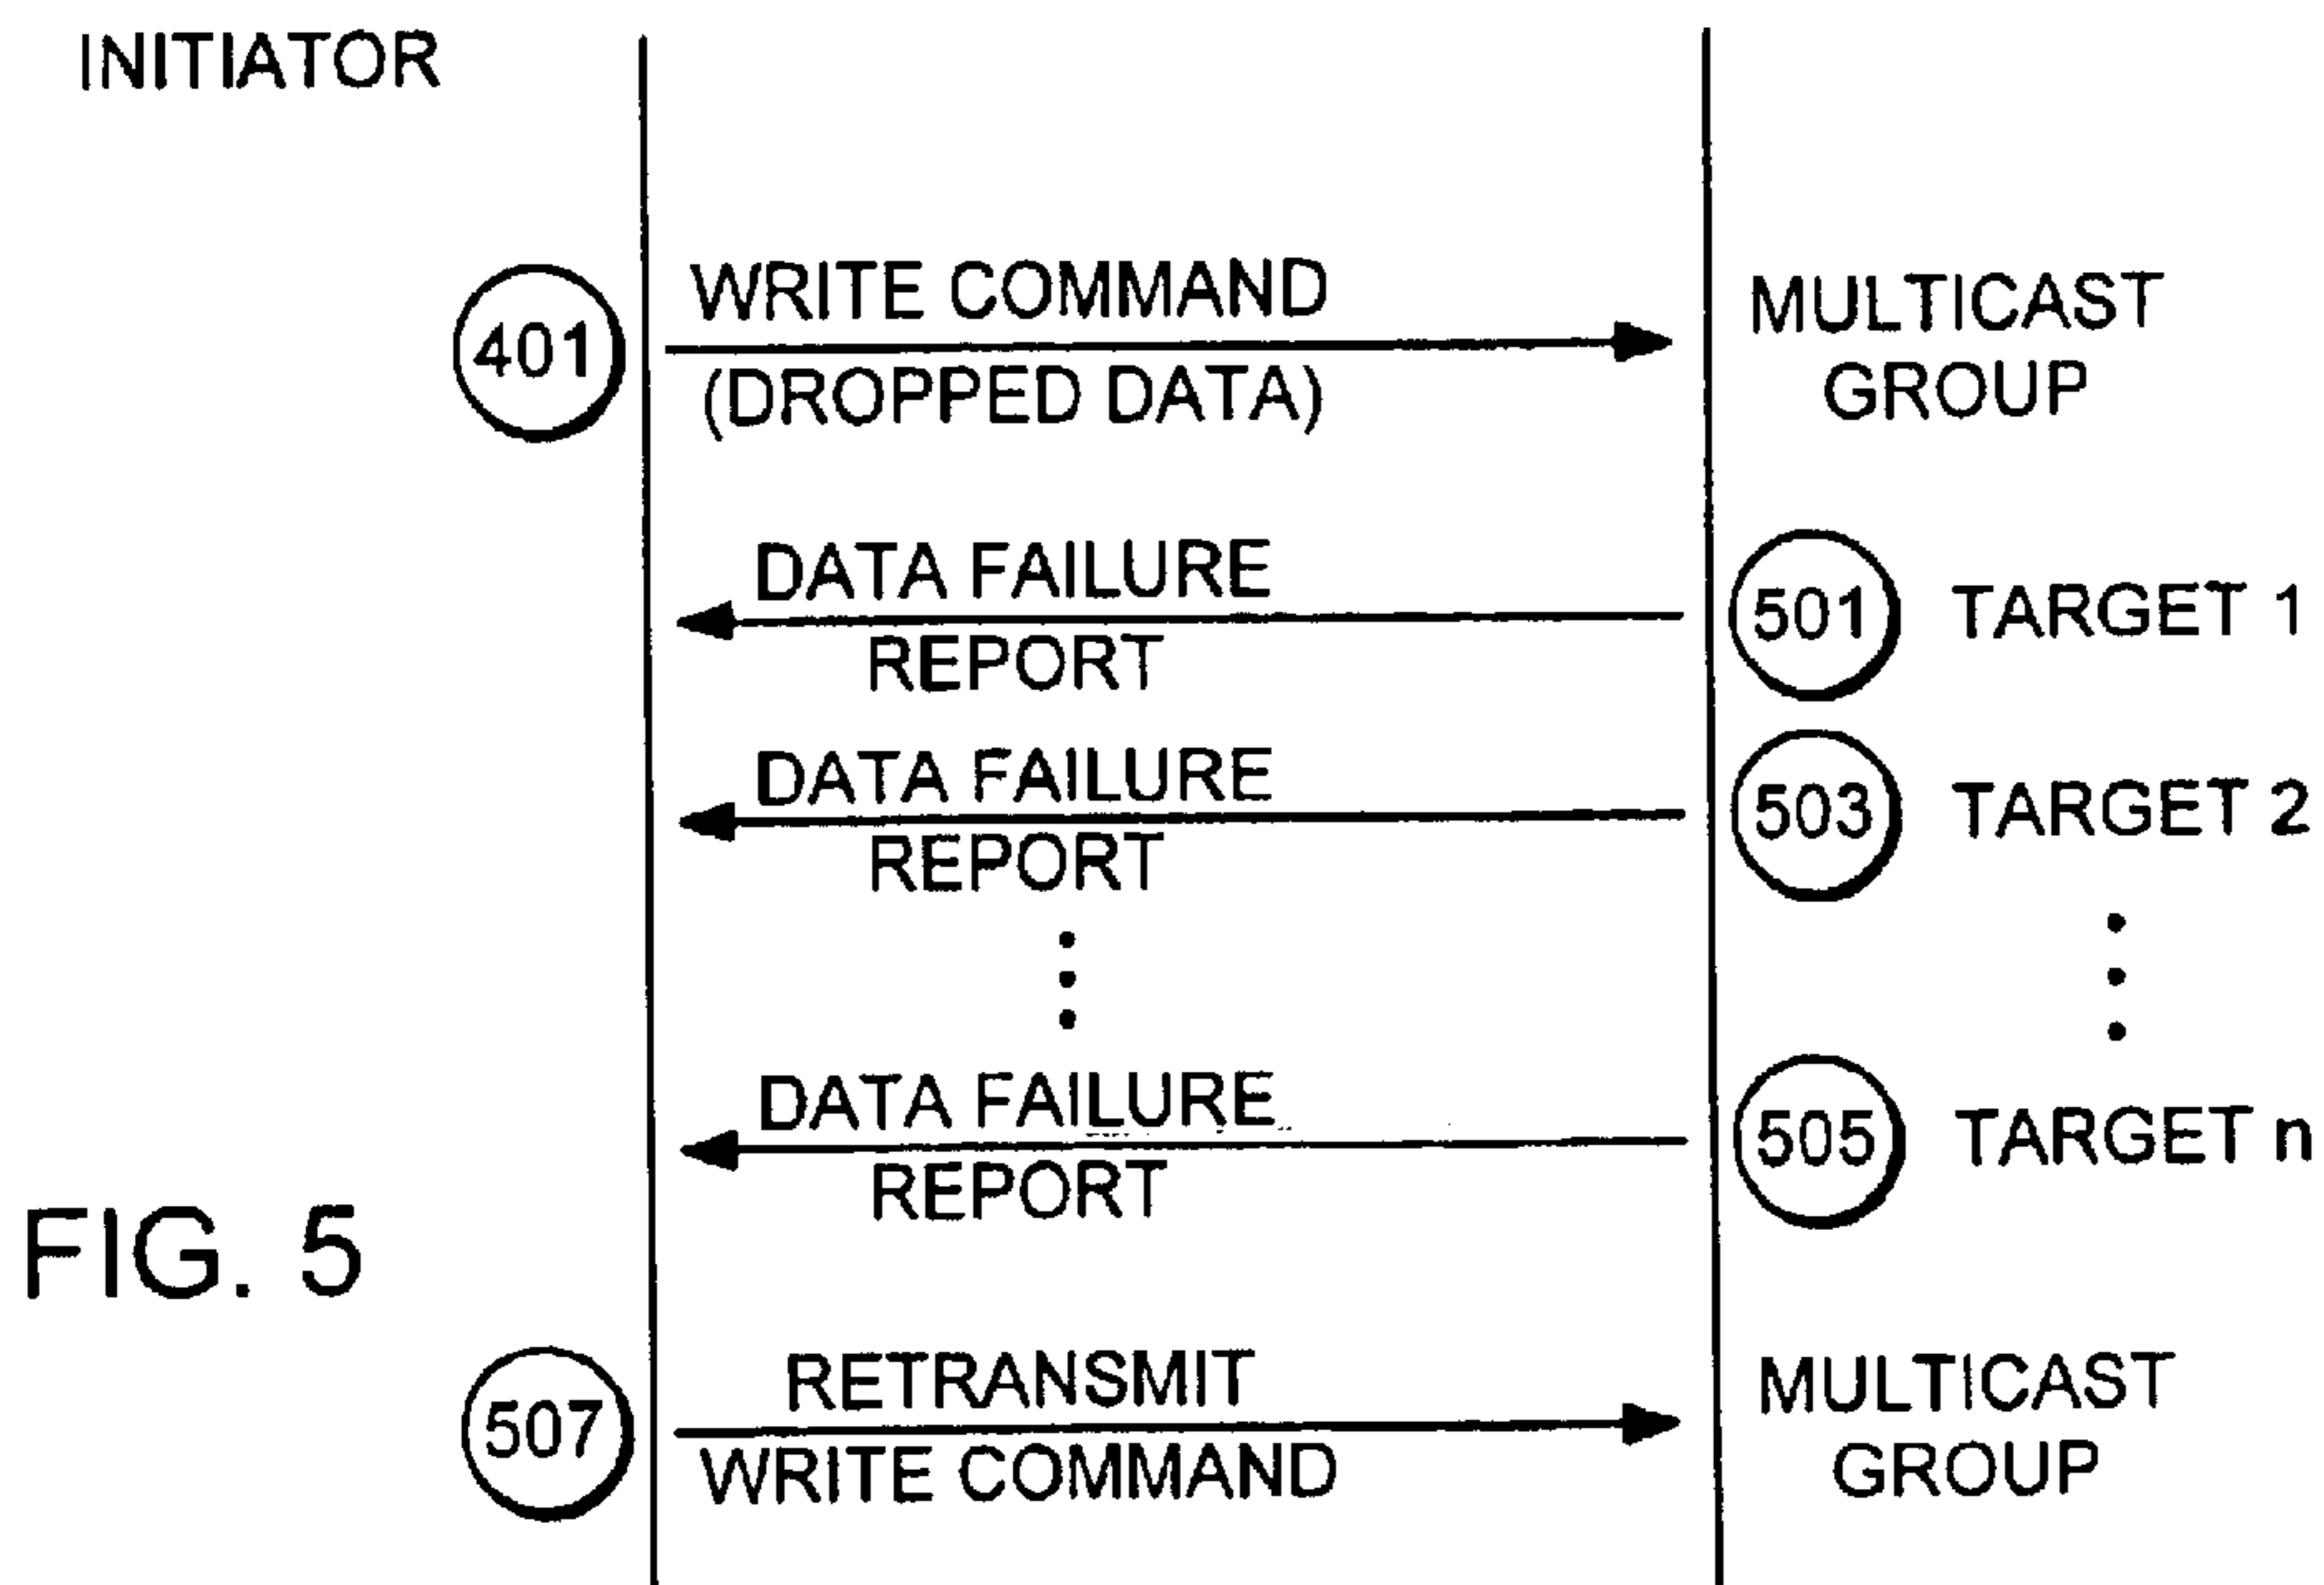 INITIATOR
WRITE COMMAND
401
(DROPPED DATA)
MULTICAST
GROUP
DATA FAILURE
REPORT
501 TARGET 1
DATA FAILURE
REPORT
503 TARGET 2
DATA FAILURE
REPORT
505 TARGET n
FIG. 5
507
RETRANSMIT
WRITE COMMAND
MULTICAST
GROUP